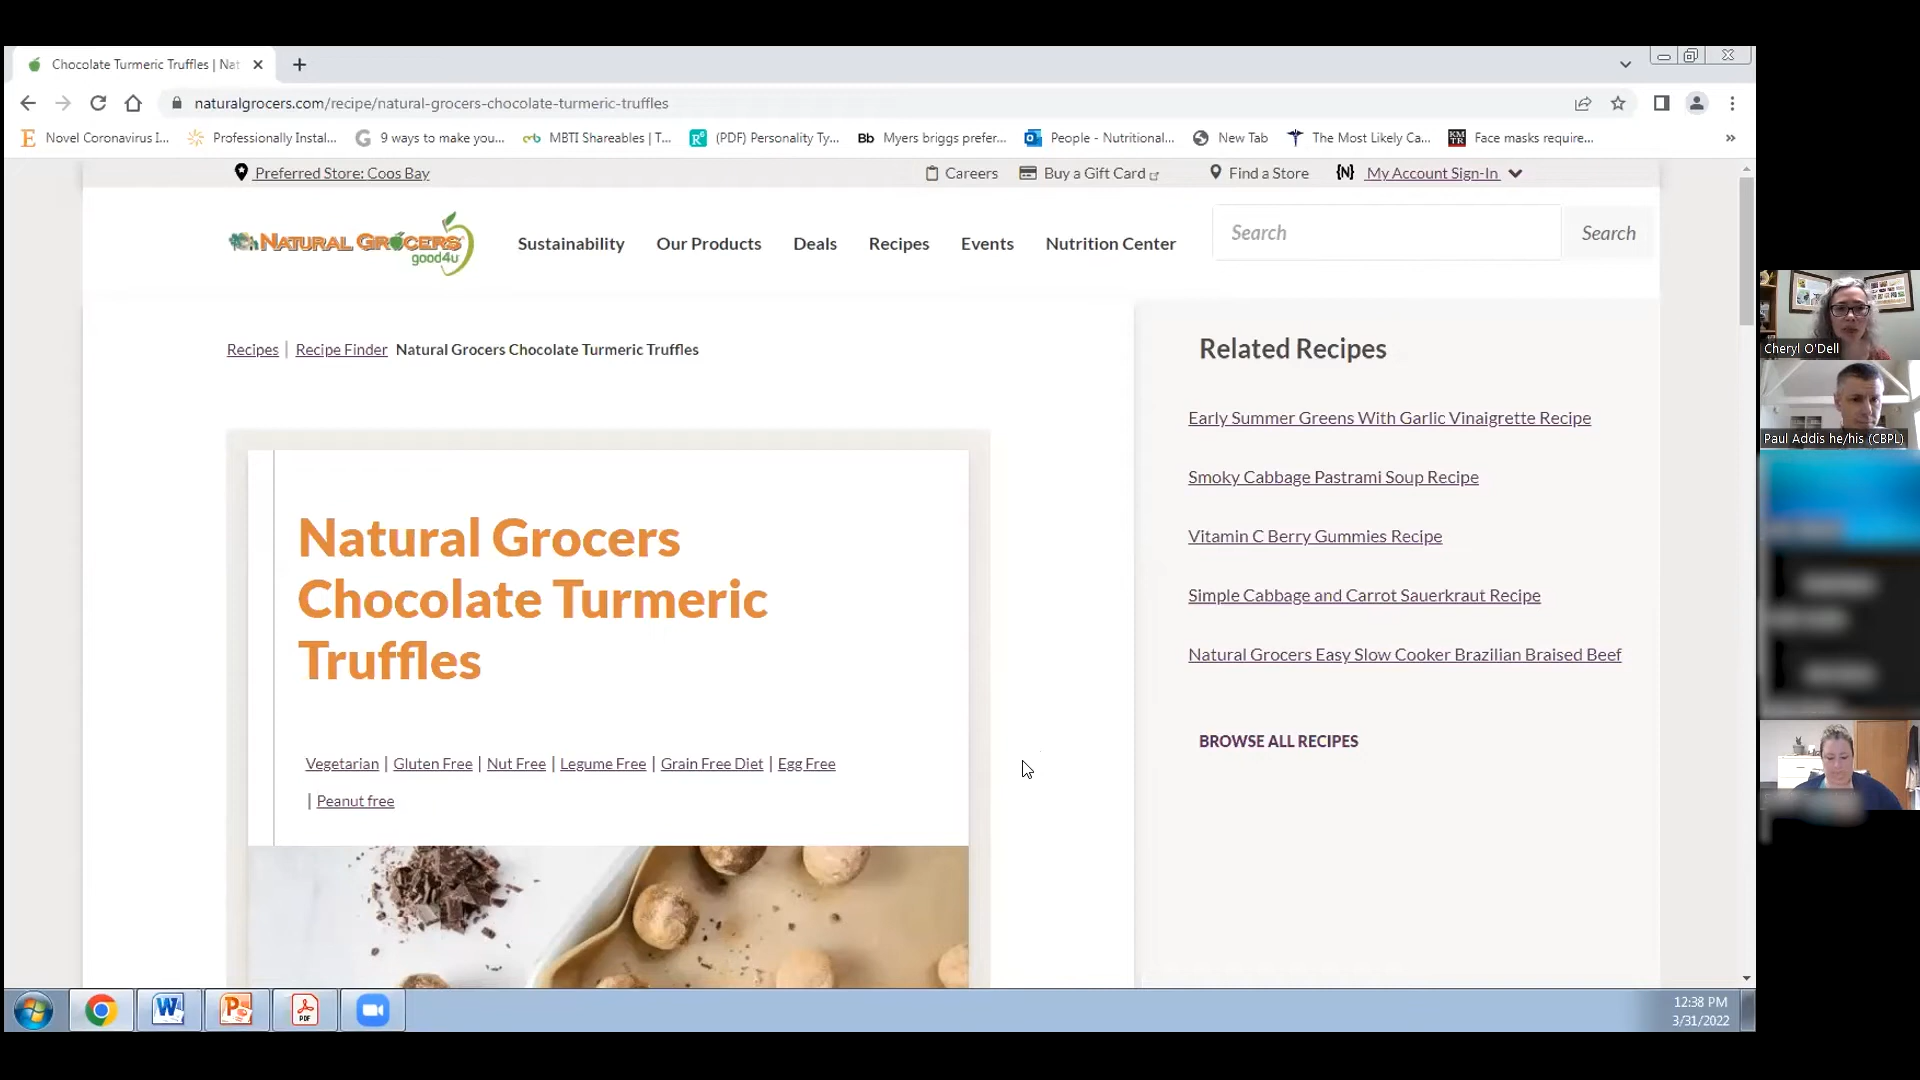 Chocolate Turmeric Truffles | Nat
naturalgrocers.com/recipe/natural-grocers-chocolate-turmeric-truffles
Novel Coronavirus I... Professionally Instal... 9 ways to make you... MBTI Shareables | T... (PDF) Personality Ty... Myers briggs prefer... People - Nutritional... New Tab The Most Likely Ca... Face masks require... »
Preferred Store: Coos Bay Careers Buy a Gift Card Find a Store My Account Sign-In
NATURAL GROCERS
good4u
Sustainability Our Products Deals Recipes Events Nutrition Center Search Search
Recipes | Recipe Finder Natural Grocers Chocolate Turmeric Truffles
Natural Grocers
Chocolate Turmeric
Truffles
Vegetarian | Gluten Free | Nut Free | Legume Free | Grain Free Diet | Egg Free
| Peanut free
Related Recipes
Early Summer Greens With Garlic Vinaigrette Recipe
Smoky Cabbage Pastrami Soup Recipe
Vitamin C Berry Gummies Recipe
Simple Cabbage and Carrot Sauerkraut Recipe
Natural Grocers Easy Slow Cooker Brazilian Braised Beef
BROWSE ALL RECIPES
Cheryl O'Dell
Paul Addis he/his (CBPL)
12:38 PM
3/31/2022